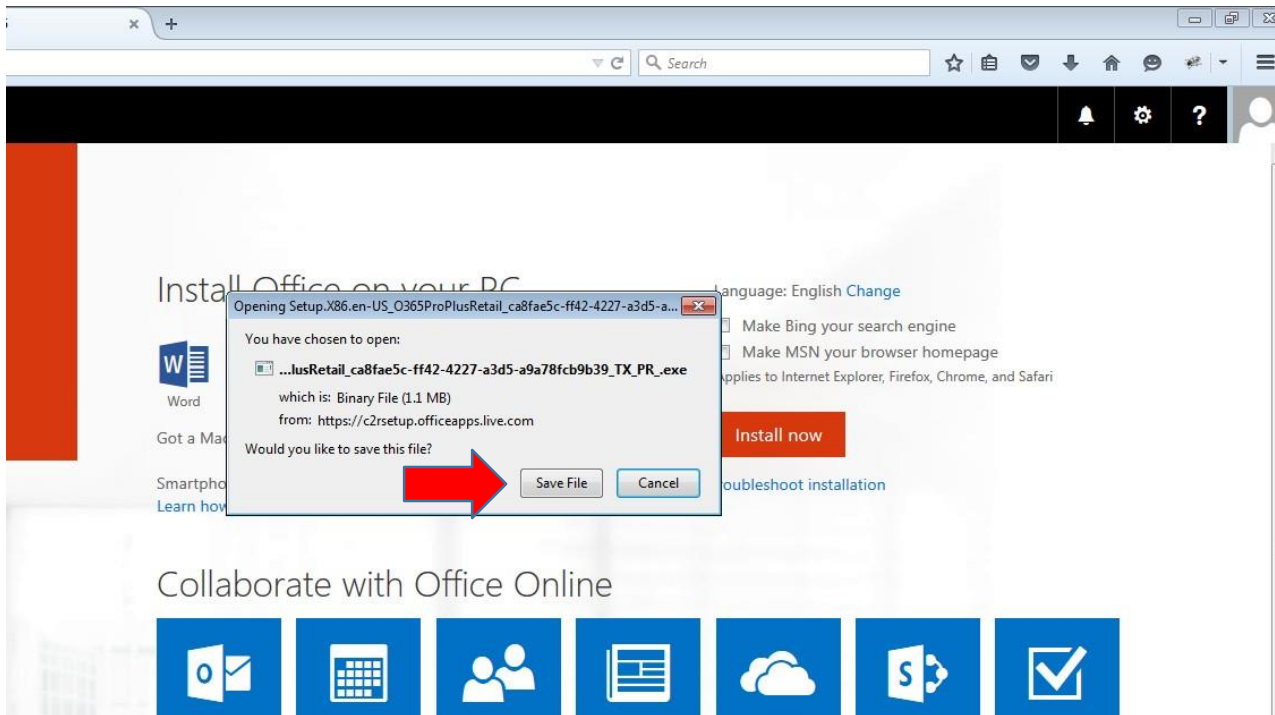 Search
?
Install Office on your PC
Language: English Change
Opening Setup.X86.en-US_O365ProPlusRetail_ca8fae5c-ff42-4227-a3d5-a...
Make Bing your search engine
You have chosen to open:
Make MSN your browser homepage
...lusRetail_ca8fae5c-ff42-4227-a3d5-a9a78fcb9b39_TX_PR_.exe
Applies to Internet Explorer, Firefox, Chrome, and Safari
W
which is: Binary File (1.1 MB)
Word
from: https://c2rsetup.officeapps.live.com
Got a Mac
Install now
Would you like to save this file?
Smartpho
Save File
Cancel
roubleshoot installation
Learn how
Collaborate with Office Online
O
S